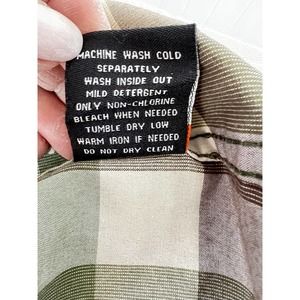 MACHINE WASH COLD
SEPARATELY
WASH INSIDE OUT
MILD DETERGENT
ONLY NON-CHLORINE
BLEACH WHEN NEEDED
TUMBLE DRY LOW
WARM IRON IF NEEDED
DO NOT DRY CLEAN